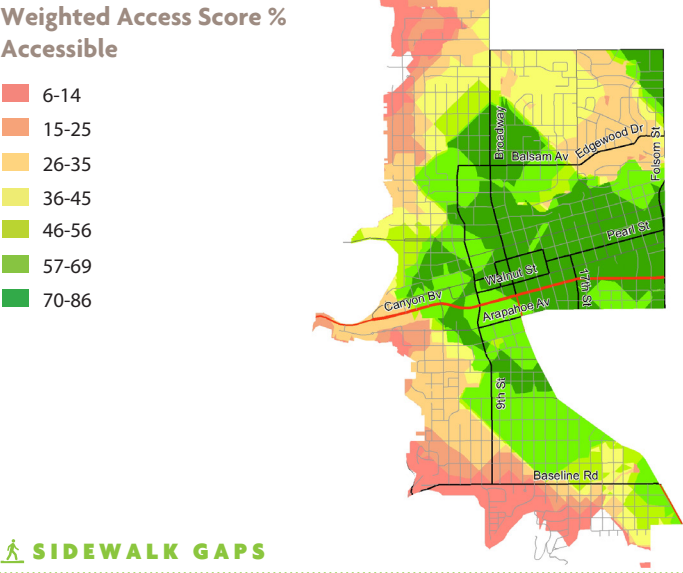 Weighted Access Score %
Accessible
6-14
15-25
26-35
36-45
46-56
57-69
70-86
Broadway
Balsam Av
Edgewood Dr
Folsom St
Pearl St
Walnut St
17th St
Canyon Bv
Arapahoe Av
9th St
Baseline Rd
SIDEWALK GAPS